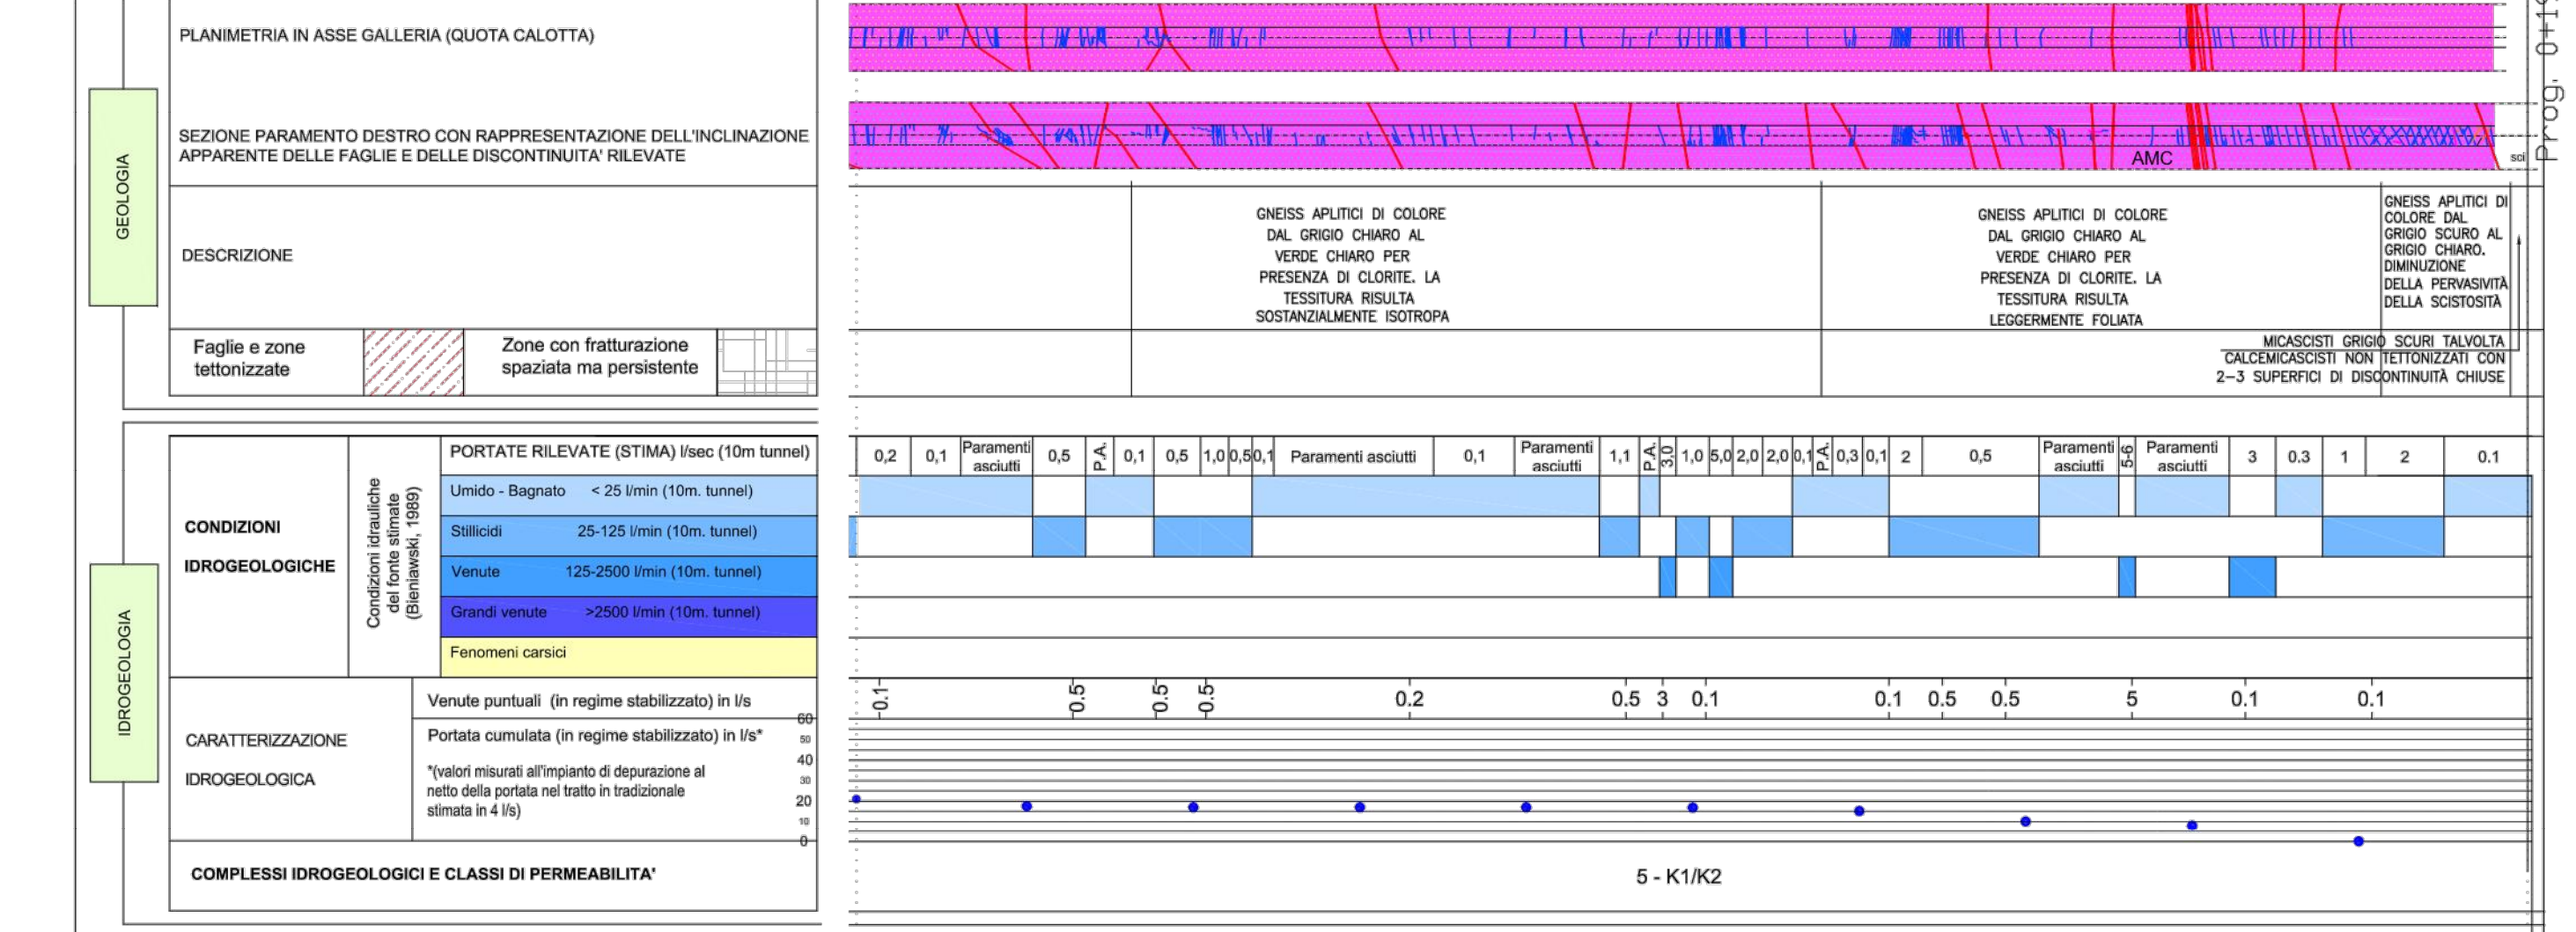 PLANIMETRIA IN ASSE GALLERIA (QUOTA CALOTTA)
SEZIONE PARAMENTO DESTRO CON RAPPRESENTAZIONE DELL'INCLINAZIONE
APPARENTE DELLE FAGLIE E DELLE DISCONTINUITA' RILEVATE
AMC
sci
GEOLOGIA
DESCRIZIONE
GNEISS APLITICI DI COLORE
DAL GRIGIO CHIARO AL
VERDE CHIARO PER
PRESENZA DI CLORITE. LA
TESSITURA RISULTA
SOSTANZIALMENTE ISOTROPA
GNEISS APLITICI DI COLORE
DAL GRIGIO CHIARO AL
VERDE CHIARO PER
PRESENZA DI CLORITE. LA
TESSITURA RISULTA
LEGGERMENTE FOLIATA
GNEISS APLITICI DI
COLORE DAL
GRIGIO SCURO AL
GRIGIO CHIARO.
DIMINUZIONE
DELLA PERVASIVITÀ
DELLA SCISTOSITÀ
Faglie e zone
tettonizzate
Zone con fratturazione
spaziata ma persistente
MICASCISTI GRIGIO SCURI TALVOLTA
CALCEMICASCISTI NON TETTONIZZATI CON
2-3 SUPERFICI DI DISCONTINUITÀ CHIUSE
IDROGEOLOGIA
CONDIZIONI
IDROGEOLOGICHE
Condizioni idrauliche
del fonte stimate
(Bieniawski, 1989)
PORTATE RILEVATE (STIMA) l/sec (10m tunnel)
0,2 0,1 Paramenti asciutti 0,5 P.A. 0,1 0,5 1,0 0,5 0,1 Paramenti asciutti 0,1 Paramenti asciutti 1,1 P.A. 3,0 1,0 5,0 2,0 2,0 0,1 P.A. 0,3 0,1 2 0,5 Paramenti asciutti 5-6 Paramenti asciutti 3 0.3 1 2 0.1
Umido - Bagnato < 25 l/min (10m. tunnel)
Stillicidi 25-125 l/min (10m. tunnel)
Venute 125-2500 l/min (10m. tunnel)
Grandi venute >2500 l/min (10m. tunnel)
Fenomeni carsici
CARATTERIZZAZIONE
IDROGEOLOGICA
Venute puntuali (in regime stabilizzato) in l/s
0.1 0.5 0.5 0.5 0.2 0.5 3 0.1 0.1 0.5 0.5 5 0.1 0.1
Portata cumulata (in regime stabilizzato) in l/s*
*(valori misurati all'impianto di depurazione al
netto della portata nel tratto in tradizionale
stimata in 4 l/s)
60
50
40
30
20
10
0
COMPLESSI IDROGEOLOGICI E CLASSI DI PERMEABILITA'
5 - K1/K2